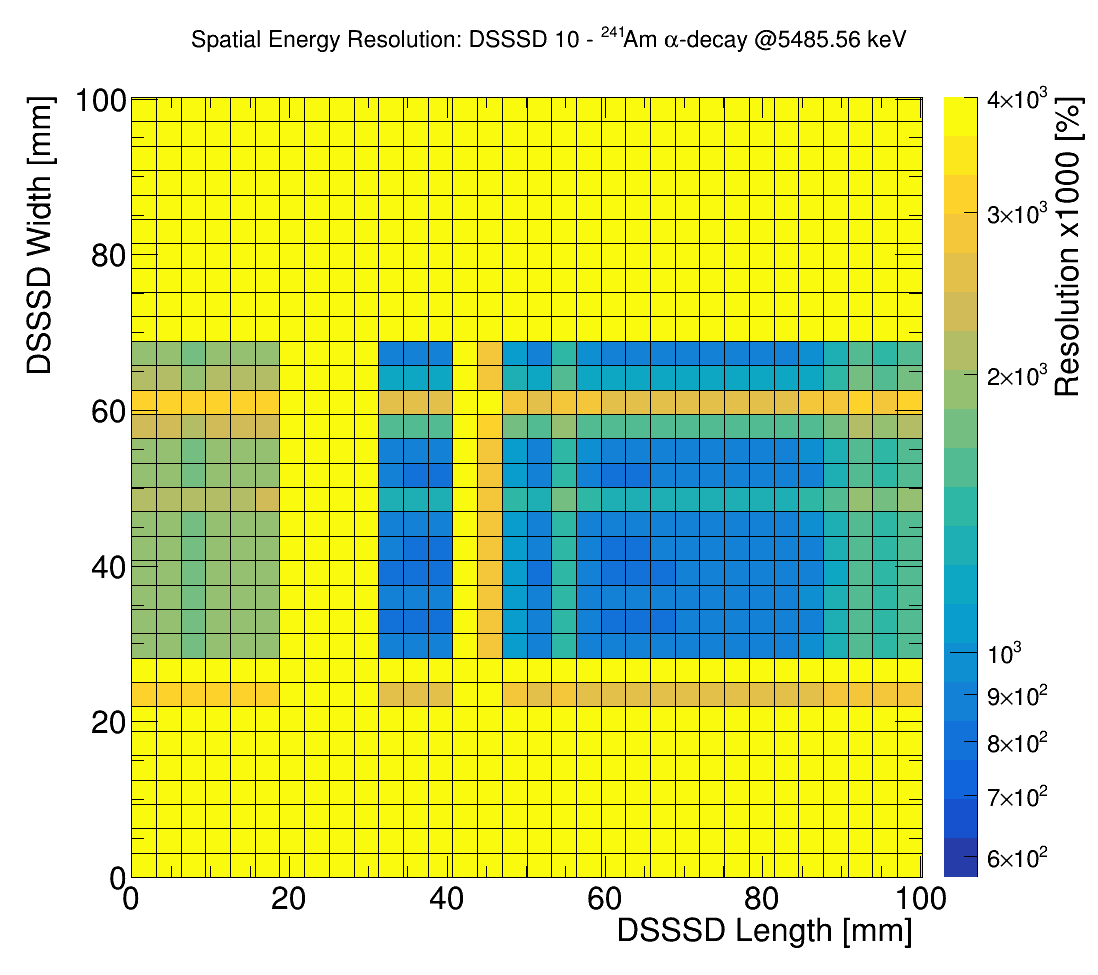 Spatial Energy Resolution: DSSSD 10 - ²⁴¹Am α-decay @5485.56 keV
DSSSD Width [mm]
100
80
60
40
20
0
0 20 40 60 80 100
DSSSD Length [mm]
4×10³
3×10³
2×10³
10³
9×10²
8×10²
7×10²
6×10²
Resolution x1000 [%]